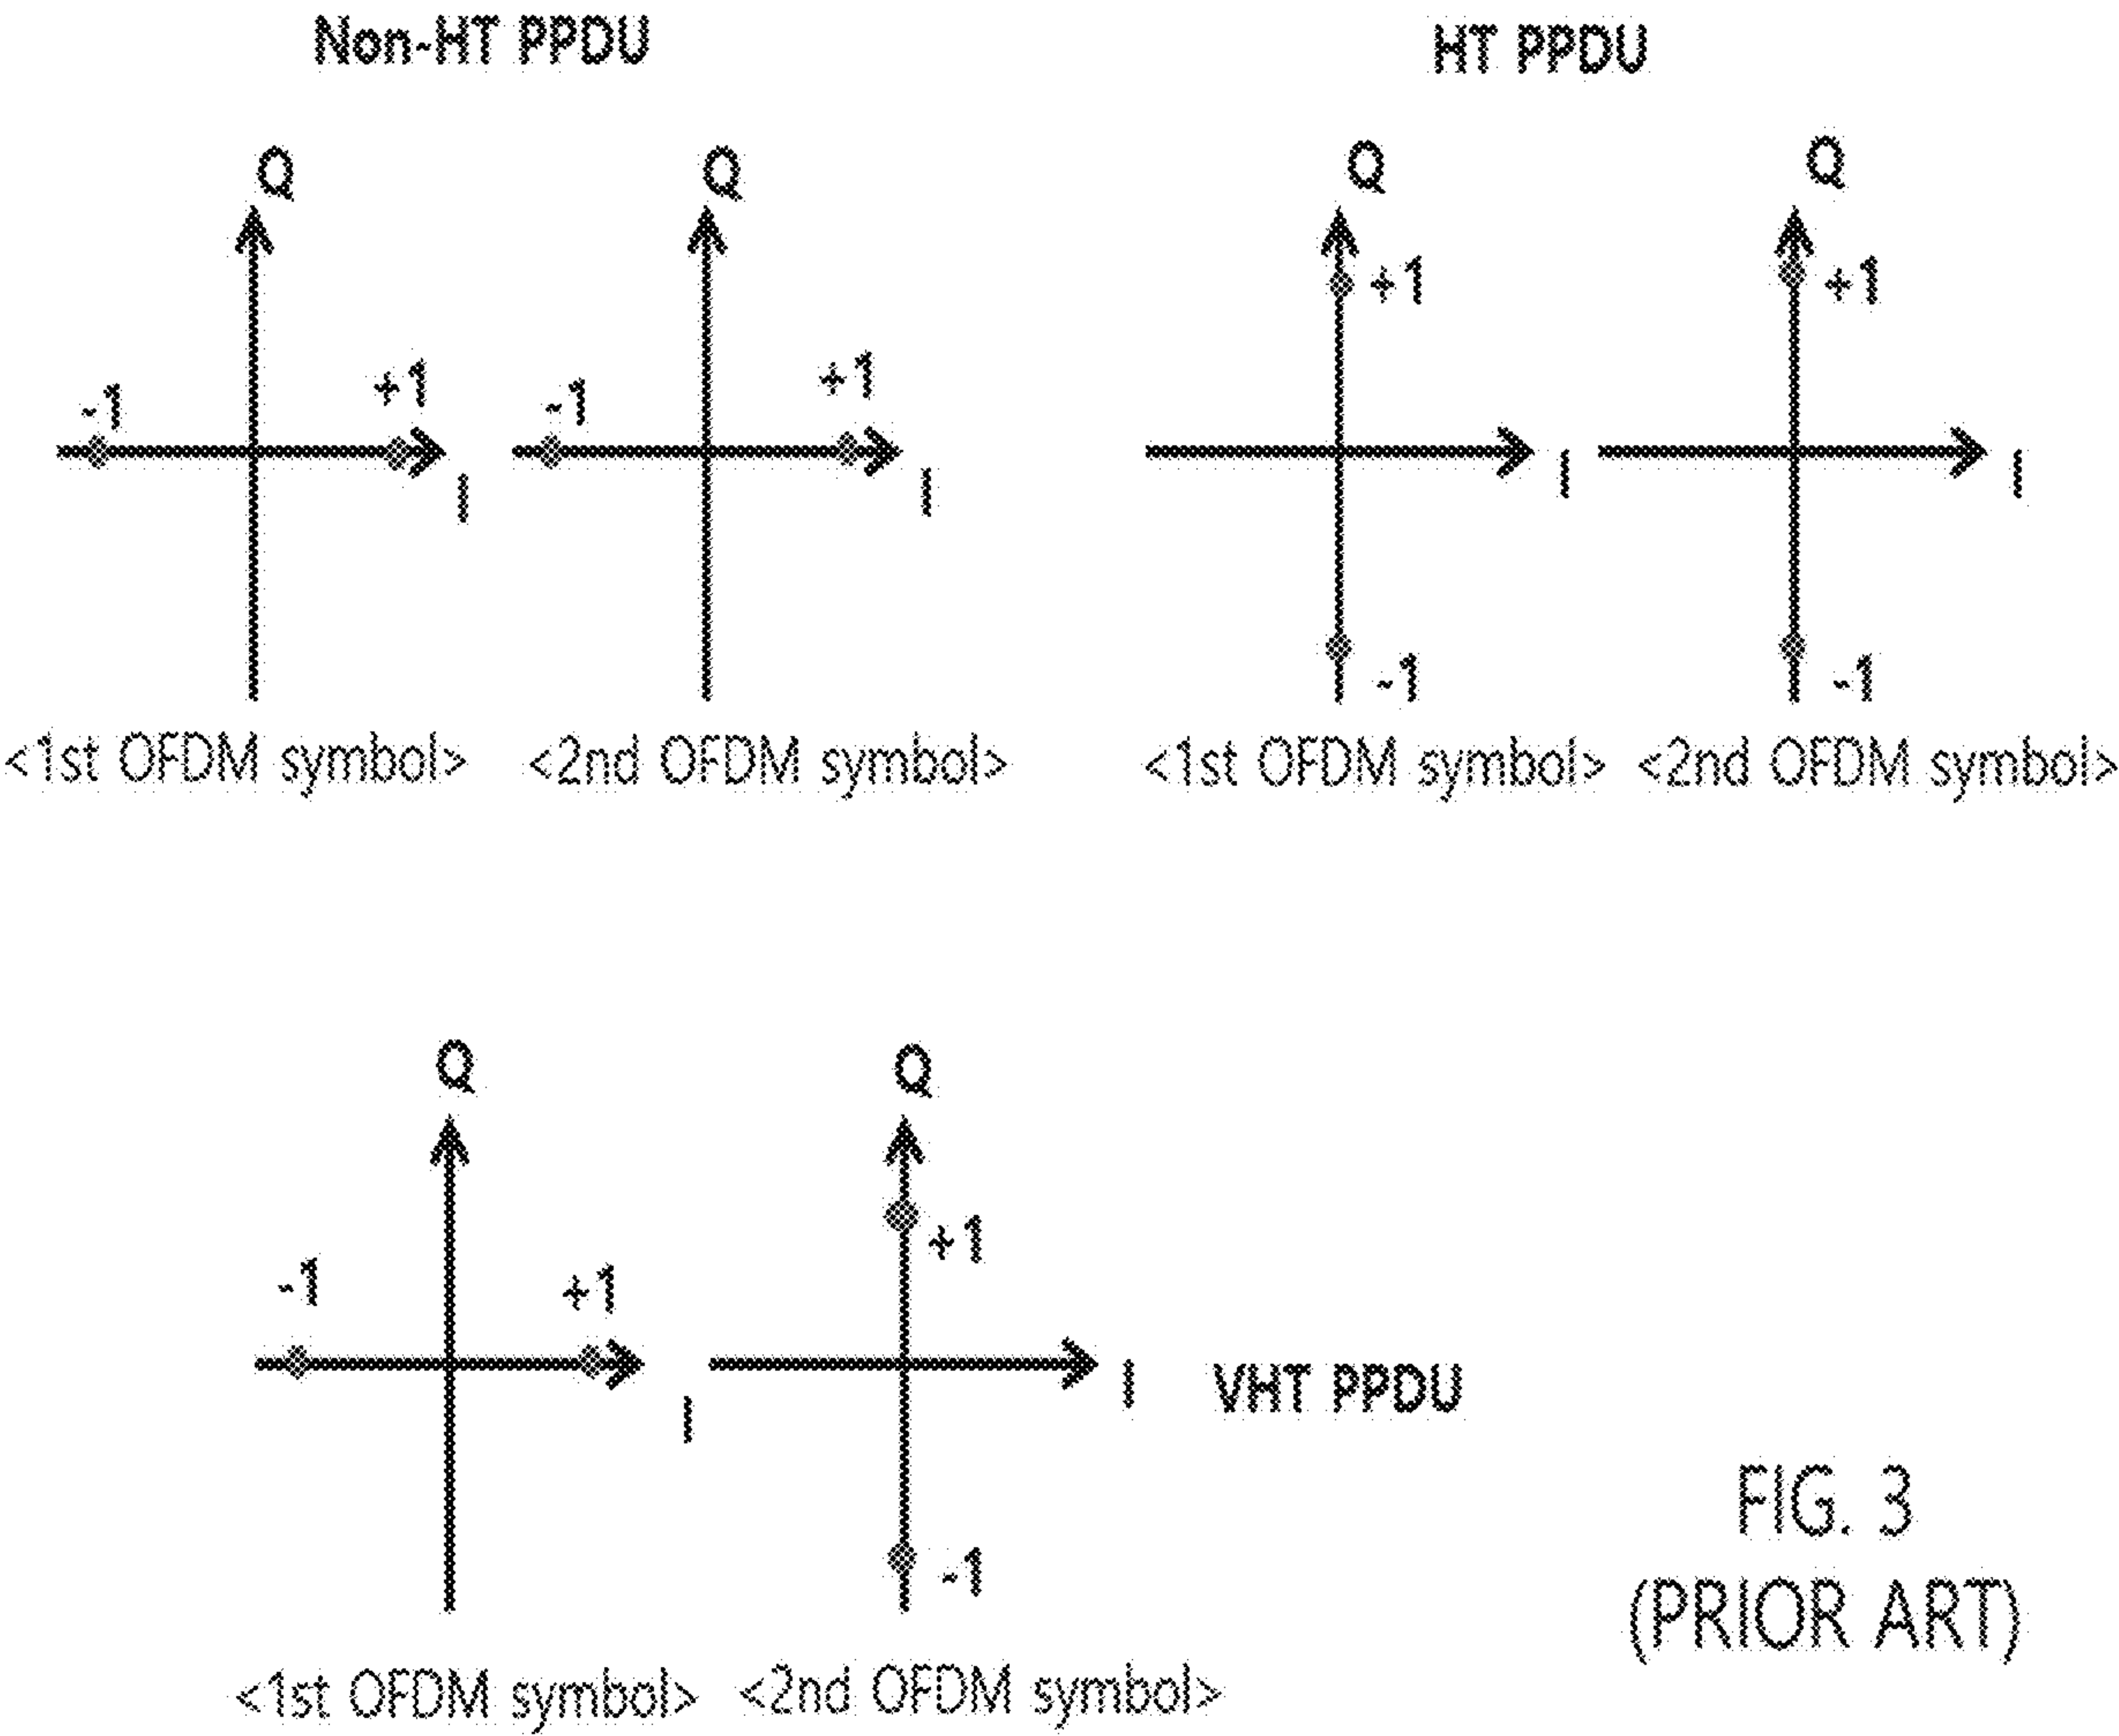 Non-HT PPDU
HT PPDU
Q Q Q Q
+1 +1
-1 +1 -1 +1
I I I I
-1 -1
<1st OFDM symbol> <2nd OFDM symbol> <1st OFDM symbol> <2nd OFDM symbol>
Q Q
+1
-1 +1
I I VHT PPDU
-1
<1st OFDM symbol> <2nd OFDM symbol>
FIG. 3
(PRIOR ART)